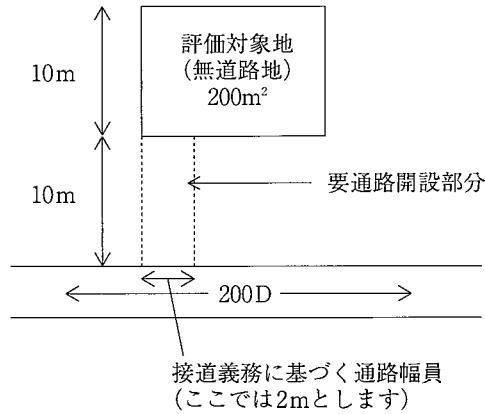 評価対象地
(無道路地)
200m²
10m
10m
要通路開設部分
200D
接道義務に基づく通路幅員
(ここでは2mとします)